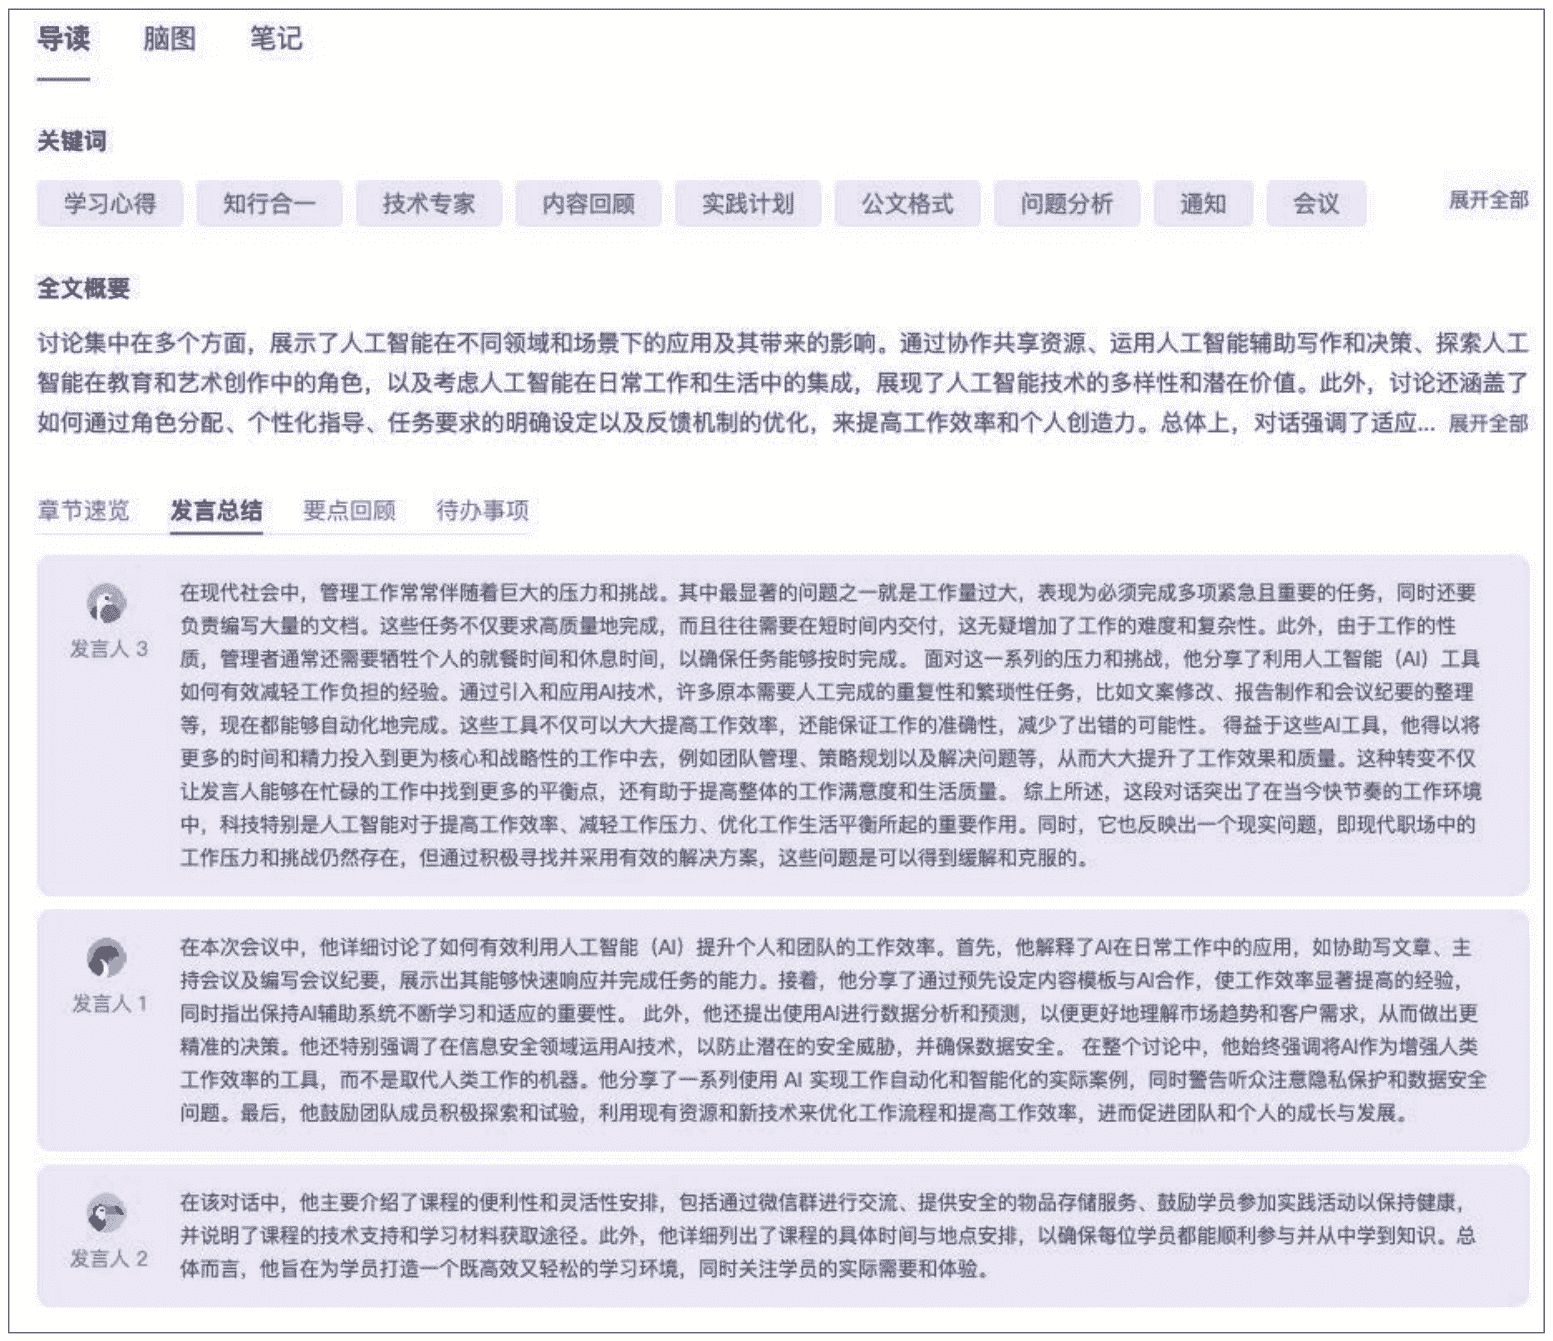 导读 脑图 笔记
关键词
学习心得 知行合一 技术专家 内容回顾 实践计划 公文格式 问题分析 通知 会议 展开全部
全文概要
讨论集中在多个方面，展示了人工智能在不同领域和场景下的应用及其带来的影响。通过协作共享资源、运用人工智能辅助写作和决策、探索人工
智能在教育和艺术创作中的角色，以及考虑人工智能在日常工作和生活中的集成，展现了人工智能技术的多样性和潜在价值。此外，讨论还涵盖了
如何通过角色分配、个性化指导、任务要求的明确设定以及反馈机制的优化，来提高工作效率和个人创造力。总体上，对话强调了适应... 展开全部
章节速览 发言总结 要点回顾 待办事项
发言人 3
在现代社会中，管理工作常常伴随着巨大的压力和挑战。其中最显著的问题之一就是工作量过大，表现为必须完成多项紧急且重要的任务，同时还要
负责编写大量的文档。这些任务不仅要求高质量地完成，而且往往需要在短时间内交付，这无疑增加了工作的难度和复杂性。此外，由于工作的性
质，管理者通常还需要牺牲个人的就餐时间和休息时间，以确保任务能够按时完成。 面对这一系列的压力和挑战，他分享了利用人工智能（AI）工具
如何有效减轻工作负担的经验。通过引入和应用AI技术，许多原本需要人工完成的重复性和繁琐性任务，比如文案修改、报告制作和会议纪要的整理
等，现在都能够自动化地完成。这些工具不仅可以大大提高工作效率，还能保证工作的准确性，减少了出错的可能性。 得益于这些AI工具，他得以将
更多的时间和精力投入到更为核心和战略性的工作中去，例如团队管理、策略规划以及解决问题等，从而大大提升了工作效果和质量。这种转变不仅
让发言人能够在忙碌的工作中找到更多的平衡点，还有助于提高整体的工作满意度和生活质量。 综上所述，这段对话突出了在当今快节奏的工作环境
中，科技特别是人工智能对于提高工作效率、减轻工作压力、优化工作生活平衡所起的重要作用。同时，它也反映出一个现实问题，即现代职场中的
工作压力和挑战仍然存在，但通过积极寻找并采用有效的解决方案，这些问题是可以得到缓解和克服的。
发言人 1
在本次会议中，他详细讨论了如何有效利用人工智能（AI）提升个人和团队的工作效率。首先，他解释了AI在日常工作中的应用，如协助写文章、主
持会议及编写会议纪要，展示出其能够快速响应并完成任务的能力。接着，他分享了通过预先设定内容模板与AI合作，使工作效率显著提高的经验，
同时指出保持AI辅助系统不断学习和适应的重要性。 此外，他还提出使用AI进行数据分析和预测，以便更好地理解市场趋势和客户需求，从而做出更
精准的决策。他还特别强调了在信息安全领域运用AI技术，以防止潜在的安全威胁，并确保数据安全。 在整个讨论中，他始终强调将AI作为增强人类
工作效率的工具，而不是取代人类工作的机器。他分享了一系列使用 AI 实现工作自动化和智能化的实际案例，同时警告听众注意隐私保护和数据安全
问题。最后，他鼓励团队成员积极探索和试验，利用现有资源和新技术来优化工作流程和提高工作效率，进而促进团队和个人的成长与发展。
发言人 2
在该对话中，他主要介绍了课程的便利性和灵活性安排，包括通过微信群进行交流、提供安全的物品存储服务、鼓励学员参加实践活动以保持健康，
并说明了课程的技术支持和学习材料获取途径。此外，他详细列出了课程的具体时间与地点安排，以确保每位学员都能顺利参与并从中学到知识。总
体而言，他旨在为学员打造一个既高效又轻松的学习环境，同时关注学员的实际需要和体验。